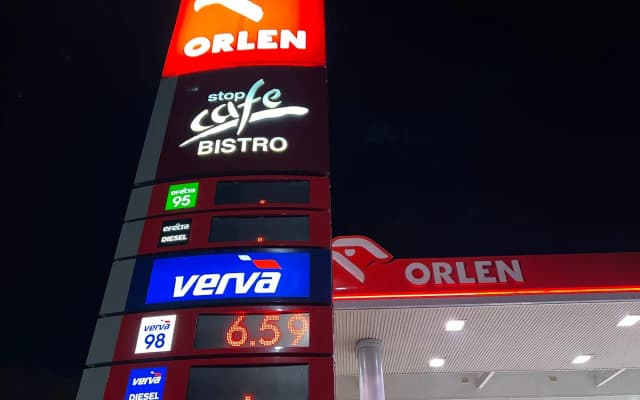 ORLEN
stop
cafe
BISTRO
efecta
95
efecta
DIESEL
verva
verva
98
6.59
verva
DIESEL
ORLEN